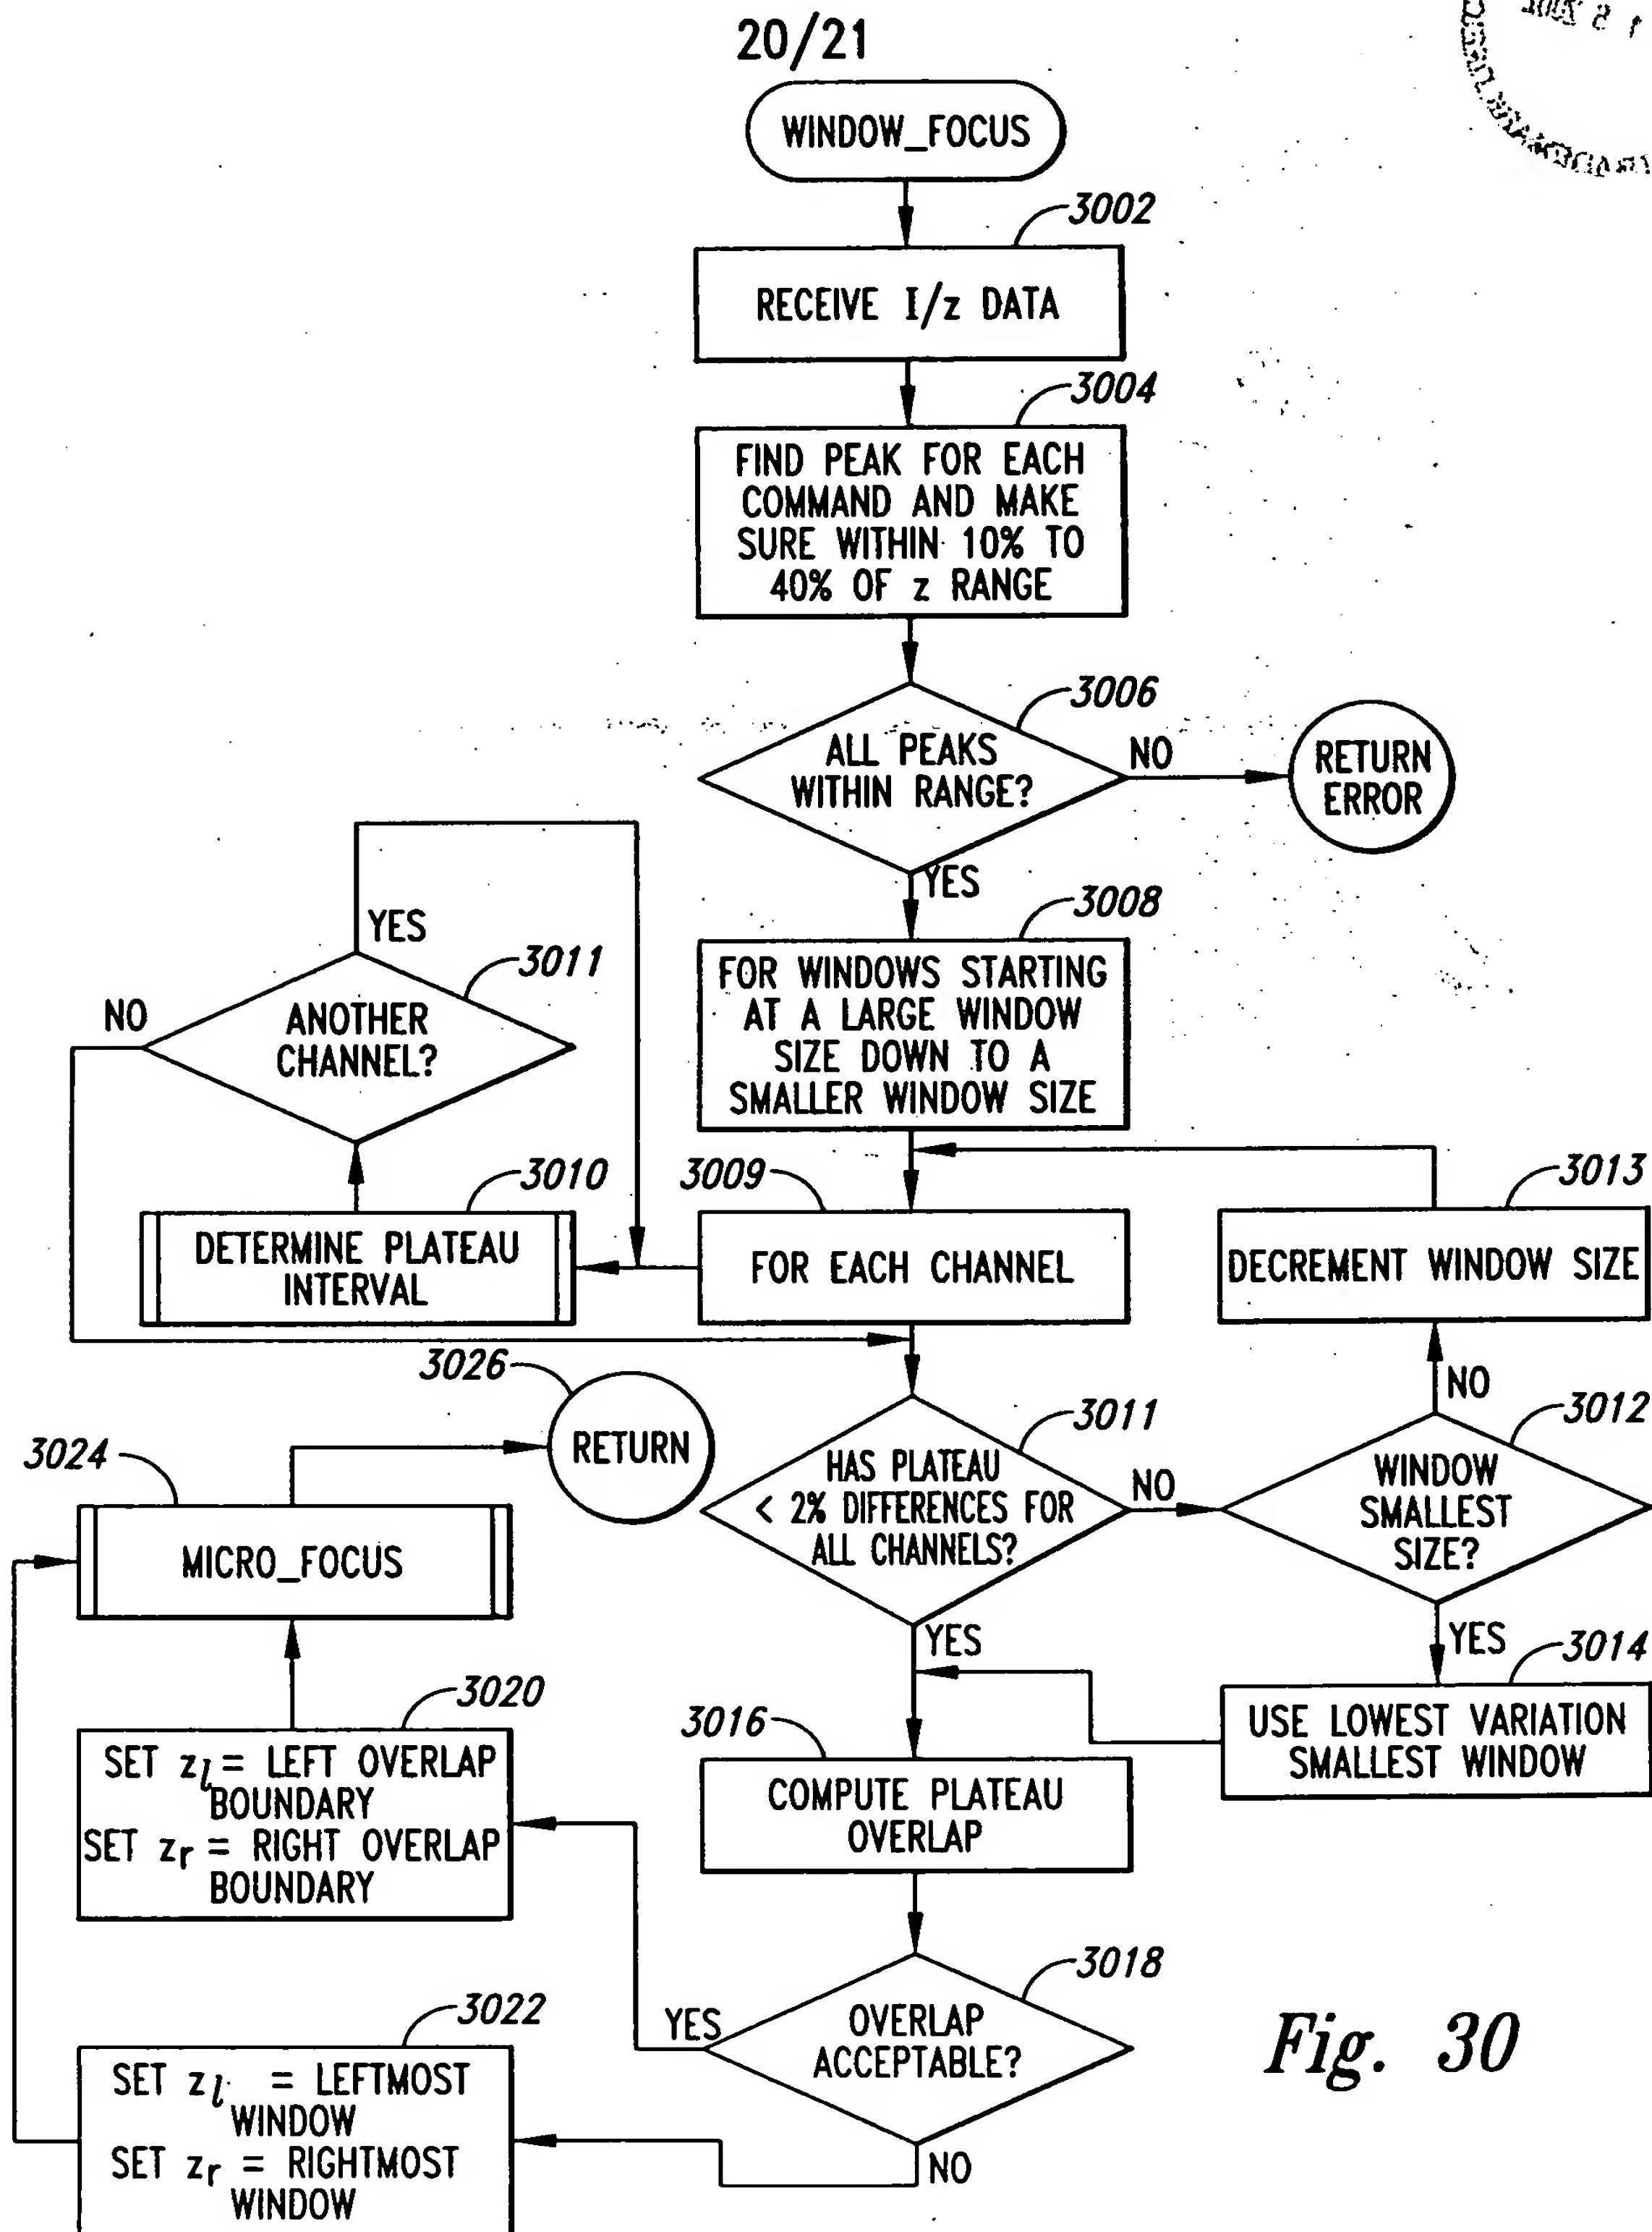 20/21
WINDOW_FOCUS
3002
RECEIVE I/z DATA
3004
FIND PEAK FOR EACH
COMMAND AND MAKE
SURE WITHIN 10% TO
40% OF z RANGE
3006
ALL PEAKS
WITHIN RANGE?
NO
RETURN
ERROR
YES
3008
FOR WINDOWS STARTING
AT A LARGE WINDOW
SIZE DOWN TO A
SMALLER WINDOW SIZE
YES
3011
NO
ANOTHER
CHANNEL?
3010
DETERMINE PLATEAU
INTERVAL
3009
FOR EACH CHANNEL
3013
DECREMENT WINDOW SIZE
NO
3012
WINDOW
SMALLEST
SIZE?
3011
HAS PLATEAU
< 2% DIFFERENCES FOR
ALL CHANNELS?
NO
YES
YES
3014
USE LOWEST VARIATION
SMALLEST WINDOW
3026
RETURN
3024
MICRO_FOCUS
3016
COMPUTE PLATEAU
OVERLAP
3020
SET zl = LEFT OVERLAP
BOUNDARY
SET zr = RIGHT OVERLAP
BOUNDARY
3018
OVERLAP
ACCEPTABLE?
YES
NO
3022
SET zl = LEFTMOST
WINDOW
SET zr = RIGHTMOST
WINDOW
Fig. 30